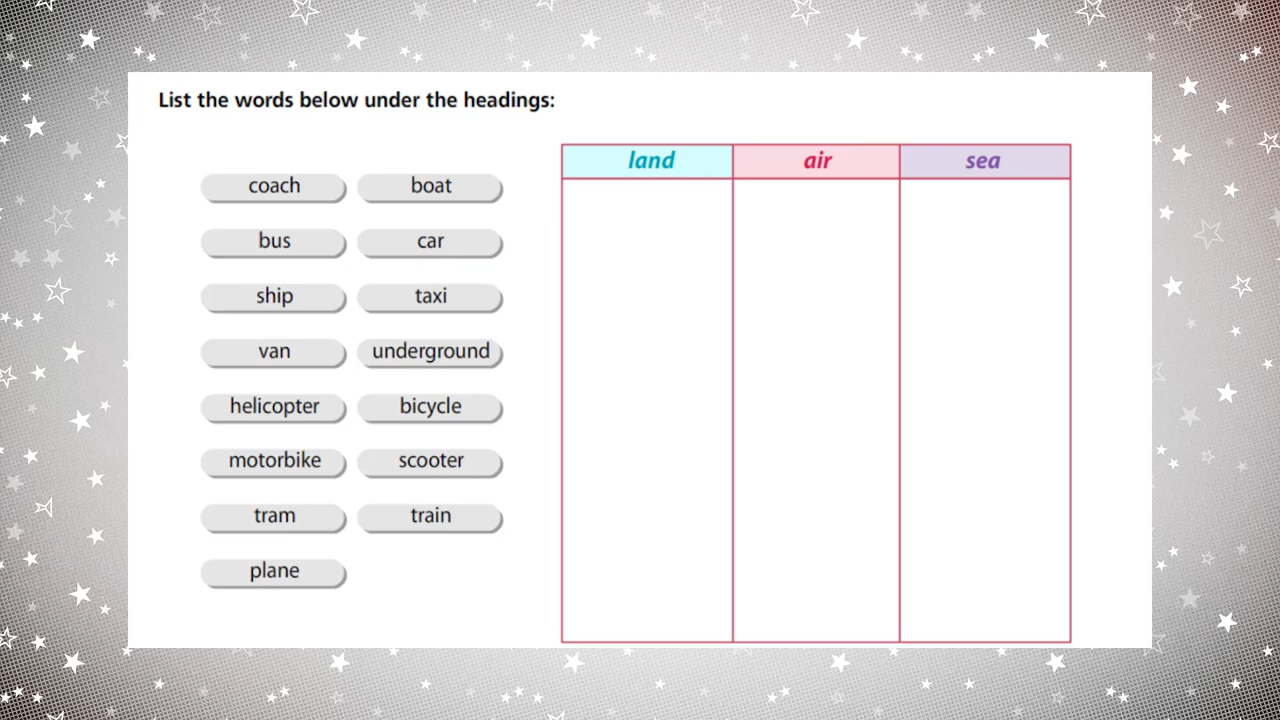 List the words below under the headings:
land air sea
coach boat
bus car
ship taxi
van underground
helicopter bicycle
motorbike scooter
tram train
plane